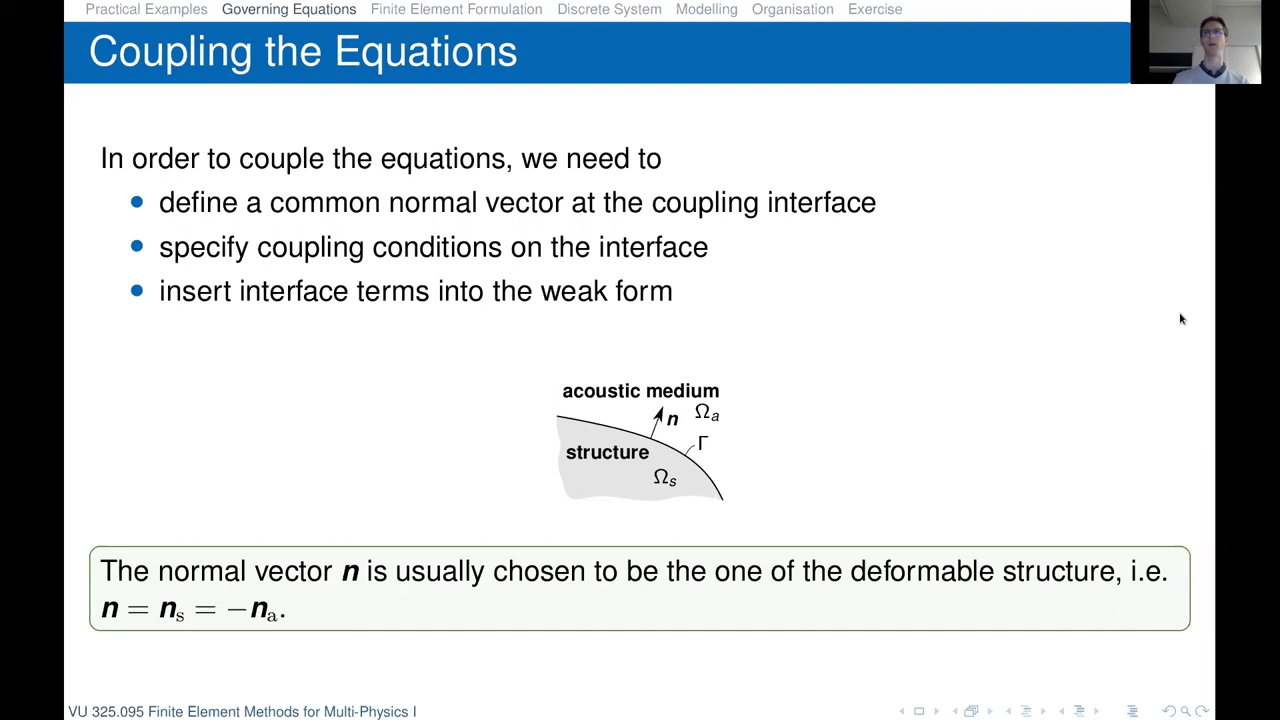 Practical Examples Governing Equations Finite Element Formulation Discrete System Modelling Organisation Exercise
Coupling the Equations
In order to couple the equations, we need to
• define a common normal vector at the coupling interface
• specify coupling conditions on the interface
• insert interface terms into the weak form
acoustic medium
n Ωₐ
Γ
structure
Ωₛ
The normal vector n is usually chosen to be the one of the deformable structure, i.e.
n = nₛ = −nₐ.
VU 325.095 Finite Element Methods for Multi-Physics I